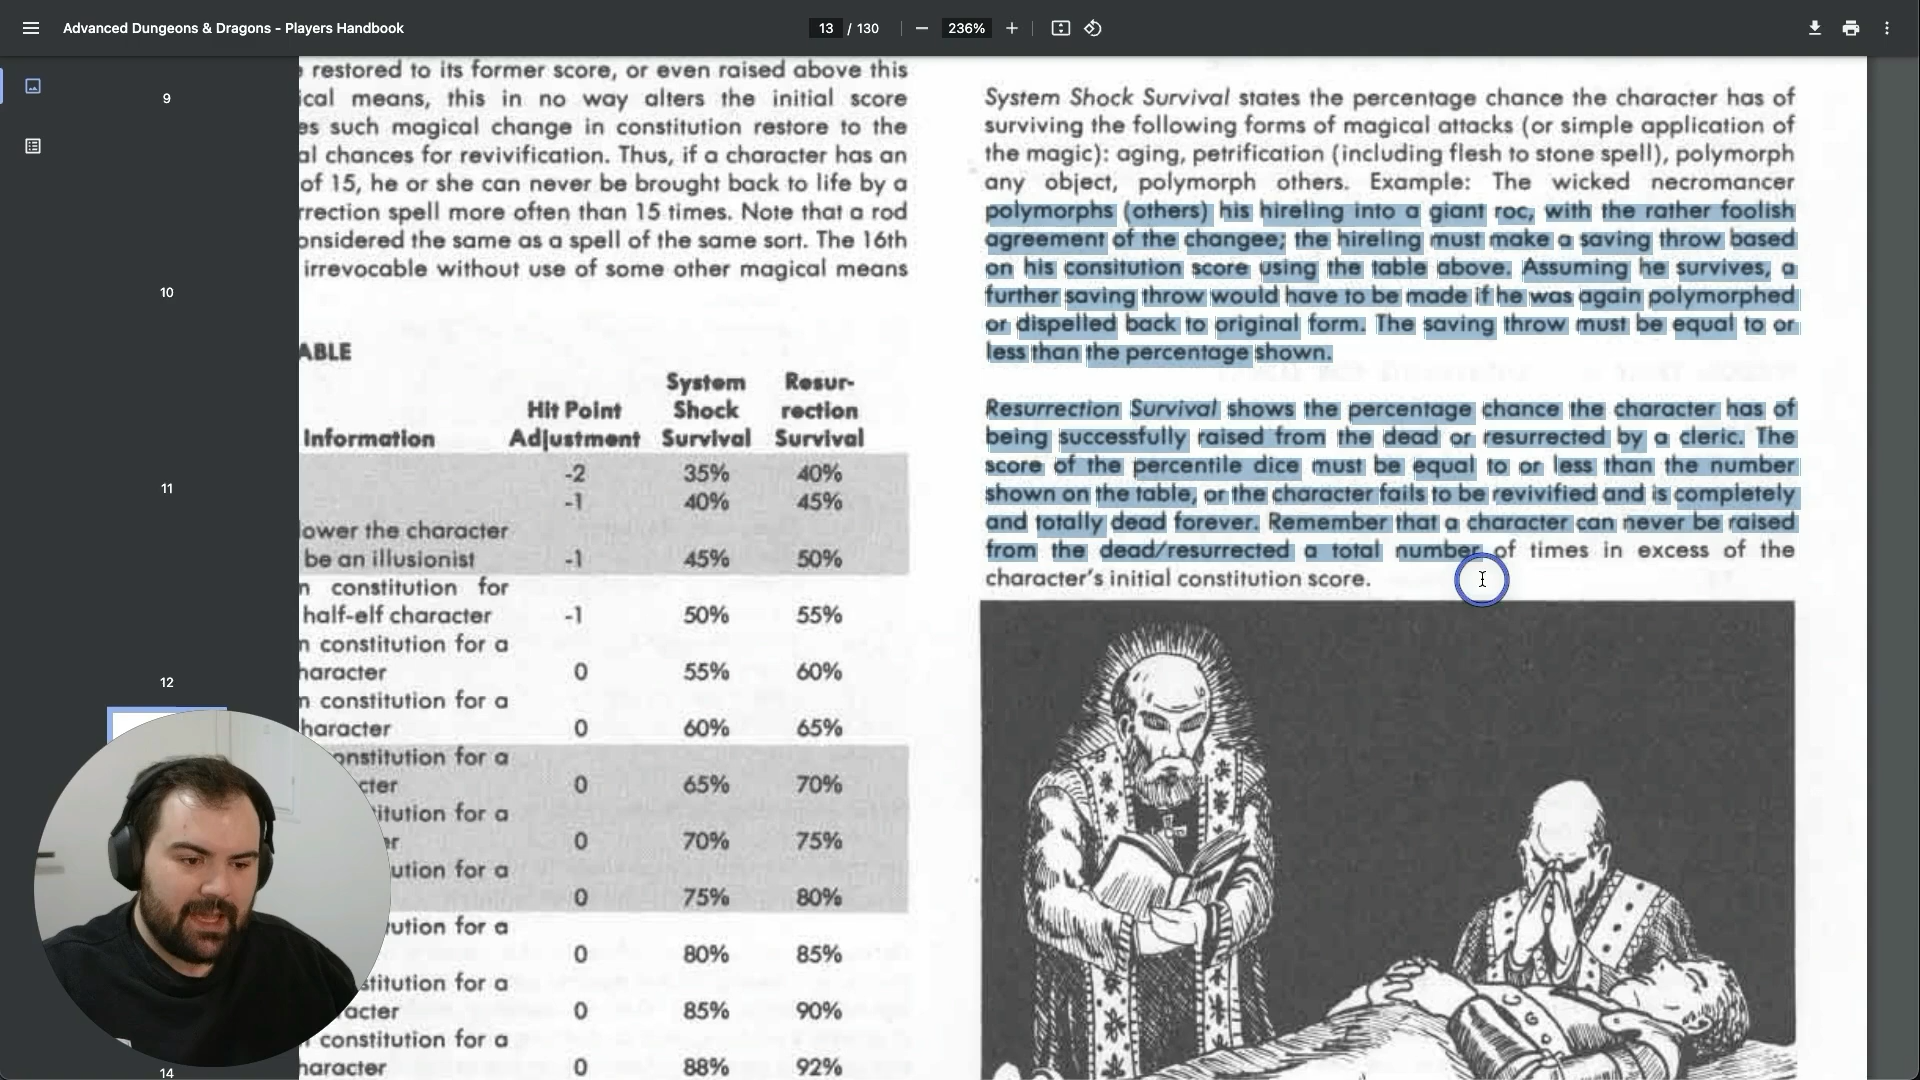 Advanced Dungeons & Dragons - Players Handbook
13 / 130
236%
9
10
11
12
14
restored to its former score, or even raised above this
ical means, this in no way alters the initial score
es such magical change in constitution restore to the
al chances for revivification. Thus, if a character has an
of 15, he or she can never be brought back to life by a
rrection spell more often than 15 times. Note that a rod
onsidered the same as a spell of the same sort. The 16th
irrevocable without use of some other magical means
ABLE
Information Hit Point Adjustment System Shock Survival Resur-rection Survival
-2 35% 40%
-1 40% 45%
ower the character
be an illusionist -1 45% 50%
n constitution for
half-elf character -1 50% 55%
n constitution for a
haracter 0 55% 60%
n constitution for a
haracter 0 60% 65%
onstitution for a
cter 0 65% 70%
itution for a
er 0 70% 75%
ution for a
0 75% 80%
ution for a
0 80% 85%
stitution for a
racter 0 85% 90%
constitution for a
haracter 0 88% 92%
System Shock Survival states the percentage chance the character has of
surviving the following forms of magical attacks (or simple application of
the magic): aging, petrification (including flesh to stone spell), polymorph
any object, polymorph others. Example: The wicked necromancer
polymorphs (others) his hireling into a giant roc, with the rather foolish
agreement of the changee; the hireling must make a saving throw based
on his consitution score using the table above. Assuming he survives, a
further saving throw would have to be made if he was again polymorphed
or dispelled back to original form. The saving throw must be equal to or
less than the percentage shown.
Resurrection Survival shows the percentage chance the character has of
being successfully raised from the dead or resurrected by a cleric. The
score of the percentile dice must be equal to or less than the number
shown on the table, or the character fails to be revivified and is completely
and totally dead forever. Remember that a character can never be raised
from the dead/resurrected a total number of times in excess of the
character's initial constitution score.